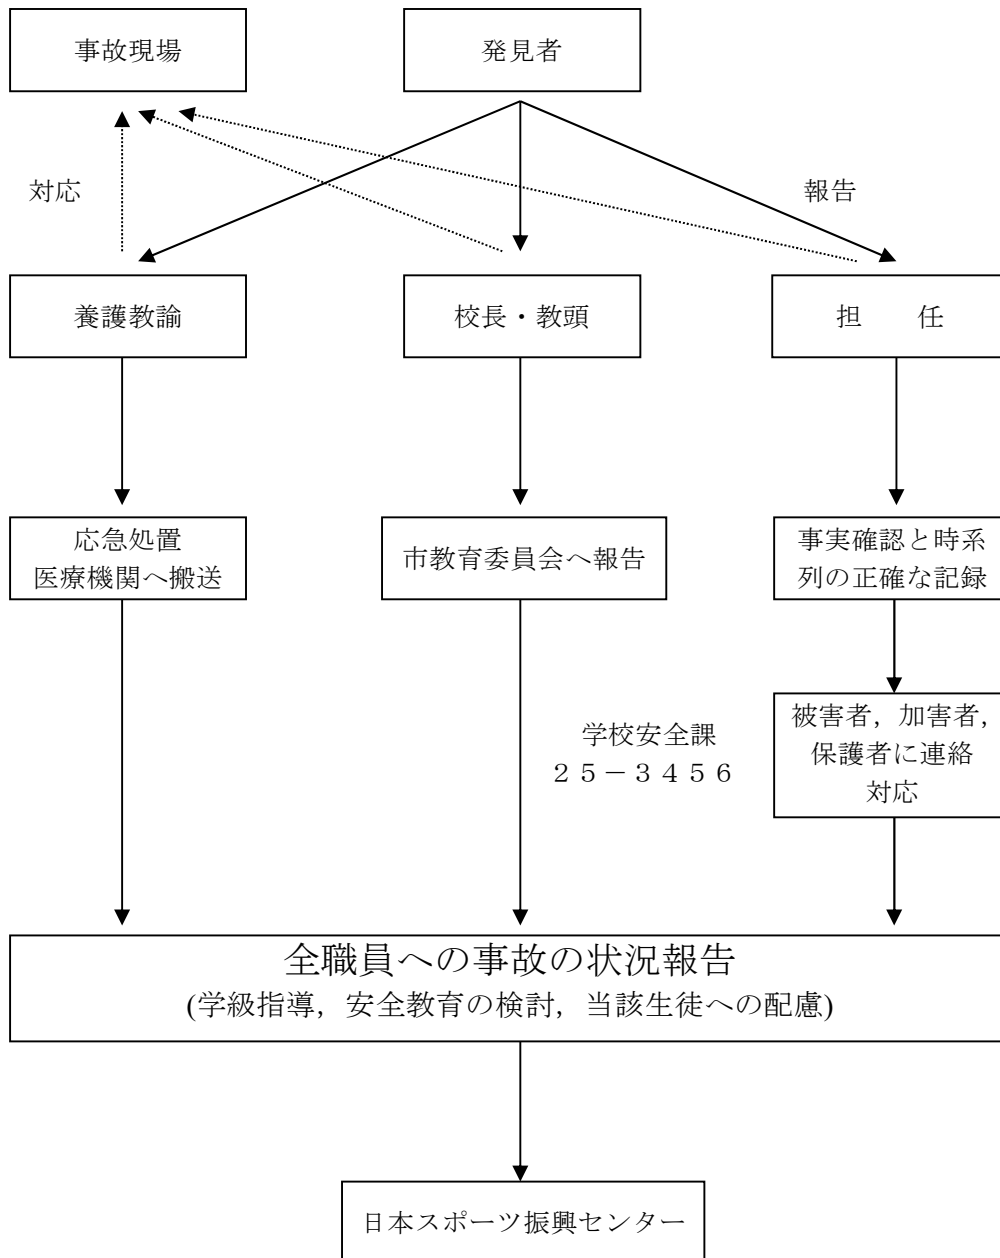 事故現場
発見者
対応
報告
養護教諭
校長・教頭
担　　任
応急処置
医療機関へ搬送
市教育委員会へ報告
事実確認と時系
列の正確な記録
学校安全課
２５－３４５６
被害者，加害者，
保護者に連絡
対応
全職員への事故の状況報告
(学級指導，安全教育の検討，当該生徒への配慮)
日本スポーツ振興センター